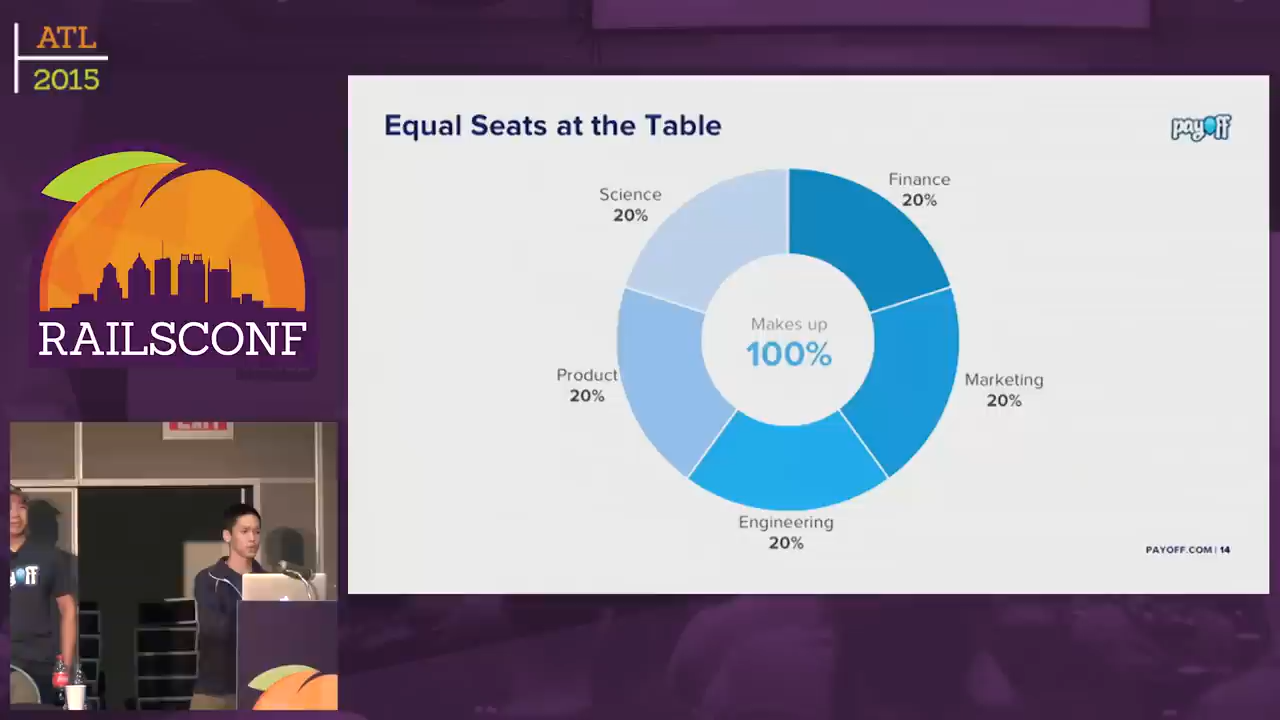 ATL
2015
RAILSCONF
Equal Seats at the Table
payoff
Science
20%
Finance
20%
Makes up
100%
Product
20%
Marketing
20%
Engineering
20%
PAYOFF.COM | 14
EXIT